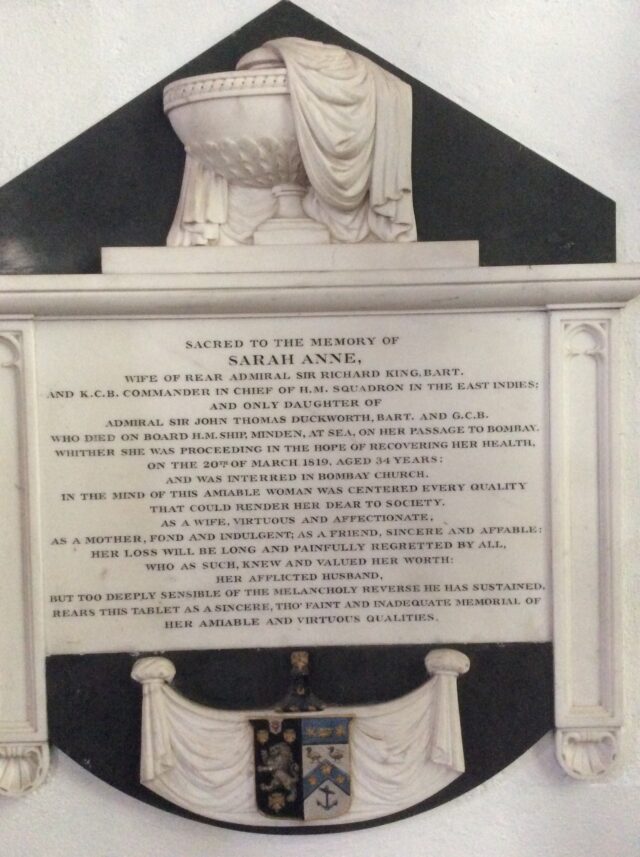 SACRED TO THE MEMORY OF
SARAH ANNE,
WIFE OF REAR ADMIRAL SIR RICHARD KING, BART.
AND K.C.B. COMMANDER IN CHIEF OF H.M. SQUADRON IN THE EAST INDIES;
AND ONLY DAUGHTER OF
ADMIRAL SIR JOHN THOMAS DUCKWORTH, BART. AND G.C.B.
WHO DIED ON BOARD H.M. SHIP, MINDEN, AT SEA, ON HER PASSAGE TO BOMBAY.
WHITHER SHE WAS PROCEEDING IN THE HOPE OF RECOVERING HER HEALTH,
ON THE 20TH OF MARCH 1819, AGED 34 YEARS:
AND WAS INTERRED IN BOMBAY CHURCH.
IN THE MIND OF THIS AMIABLE WOMAN WAS CENTERED EVERY QUALITY
THAT COULD RENDER HER DEAR TO SOCIETY.
AS A WIFE, VIRTUOUS AND AFFECTIONATE,
AS A MOTHER, FOND AND INDULGENT; AS A FRIEND, SINCERE AND AFFABLE:
HER LOSS WILL BE LONG AND PAINFULLY REGRETTED BY ALL,
WHO AS SUCH, KNEW AND VALUED HER WORTH:
HER AFFLICTED HUSBAND,
BUT TOO DEEPLY SENSIBLE OF THE MELANCHOLY REVERSE HE HAS SUSTAINED,
REARS THIS TABLET AS A SINCERE, THO' FAINT AND INADEQUATE MEMORIAL OF
HER AMIABLE AND VIRTUOUS QUALITIES.